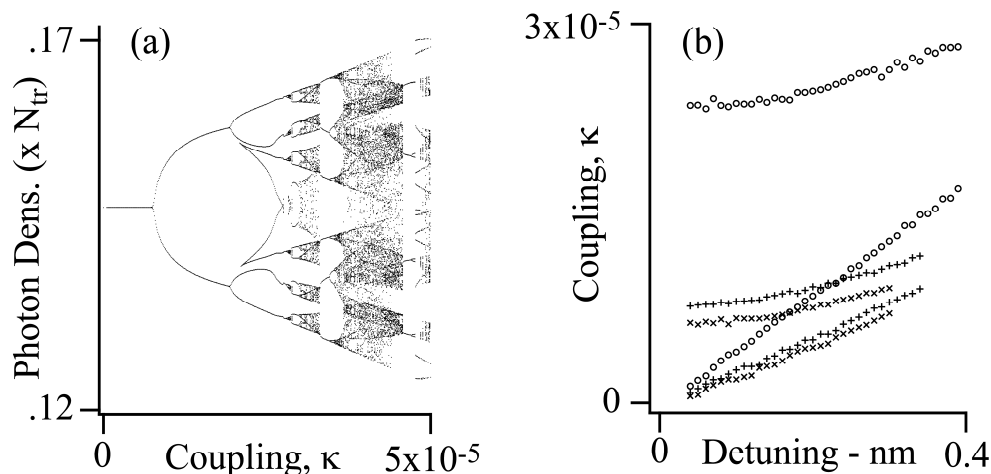 Photon Dens. (x N_tr)
.17
.12
(a)
0
5x10⁻⁵
Coupling, κ
Coupling, κ
3x10⁻⁵
0
(b)
0
0.4
Detuning - nm